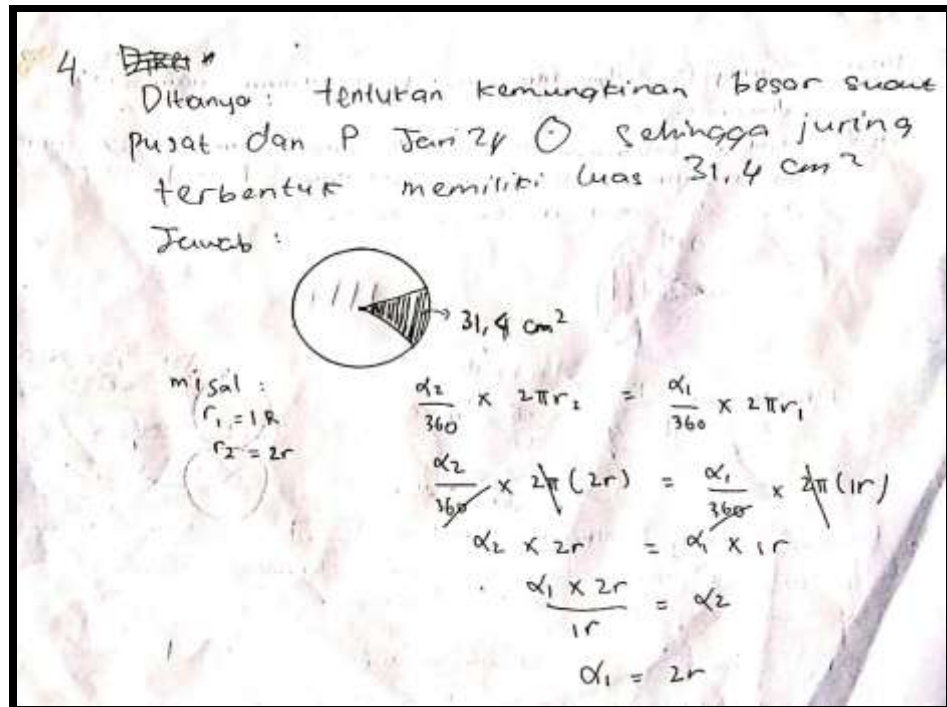 4.
Ditanya : tentukan kemungkinan besar sudut
pusat dan P Jari2r ⊙ sehingga juring
terbentuk memiliki luas 31,4 cm²
Jawab :
→ 31,4 cm²
misal :
r₁ = 1R
r₂ = 2r
α₂/360 × 2πr₂ = α₁/360 × 2πr₁
α₂/360 × 2π(2r) = α₁/360 × 2π(1r)
α₂ × 2r = α₁ × 1r
(α₁ × 2r)/1r = α₂
α₁ = 2r